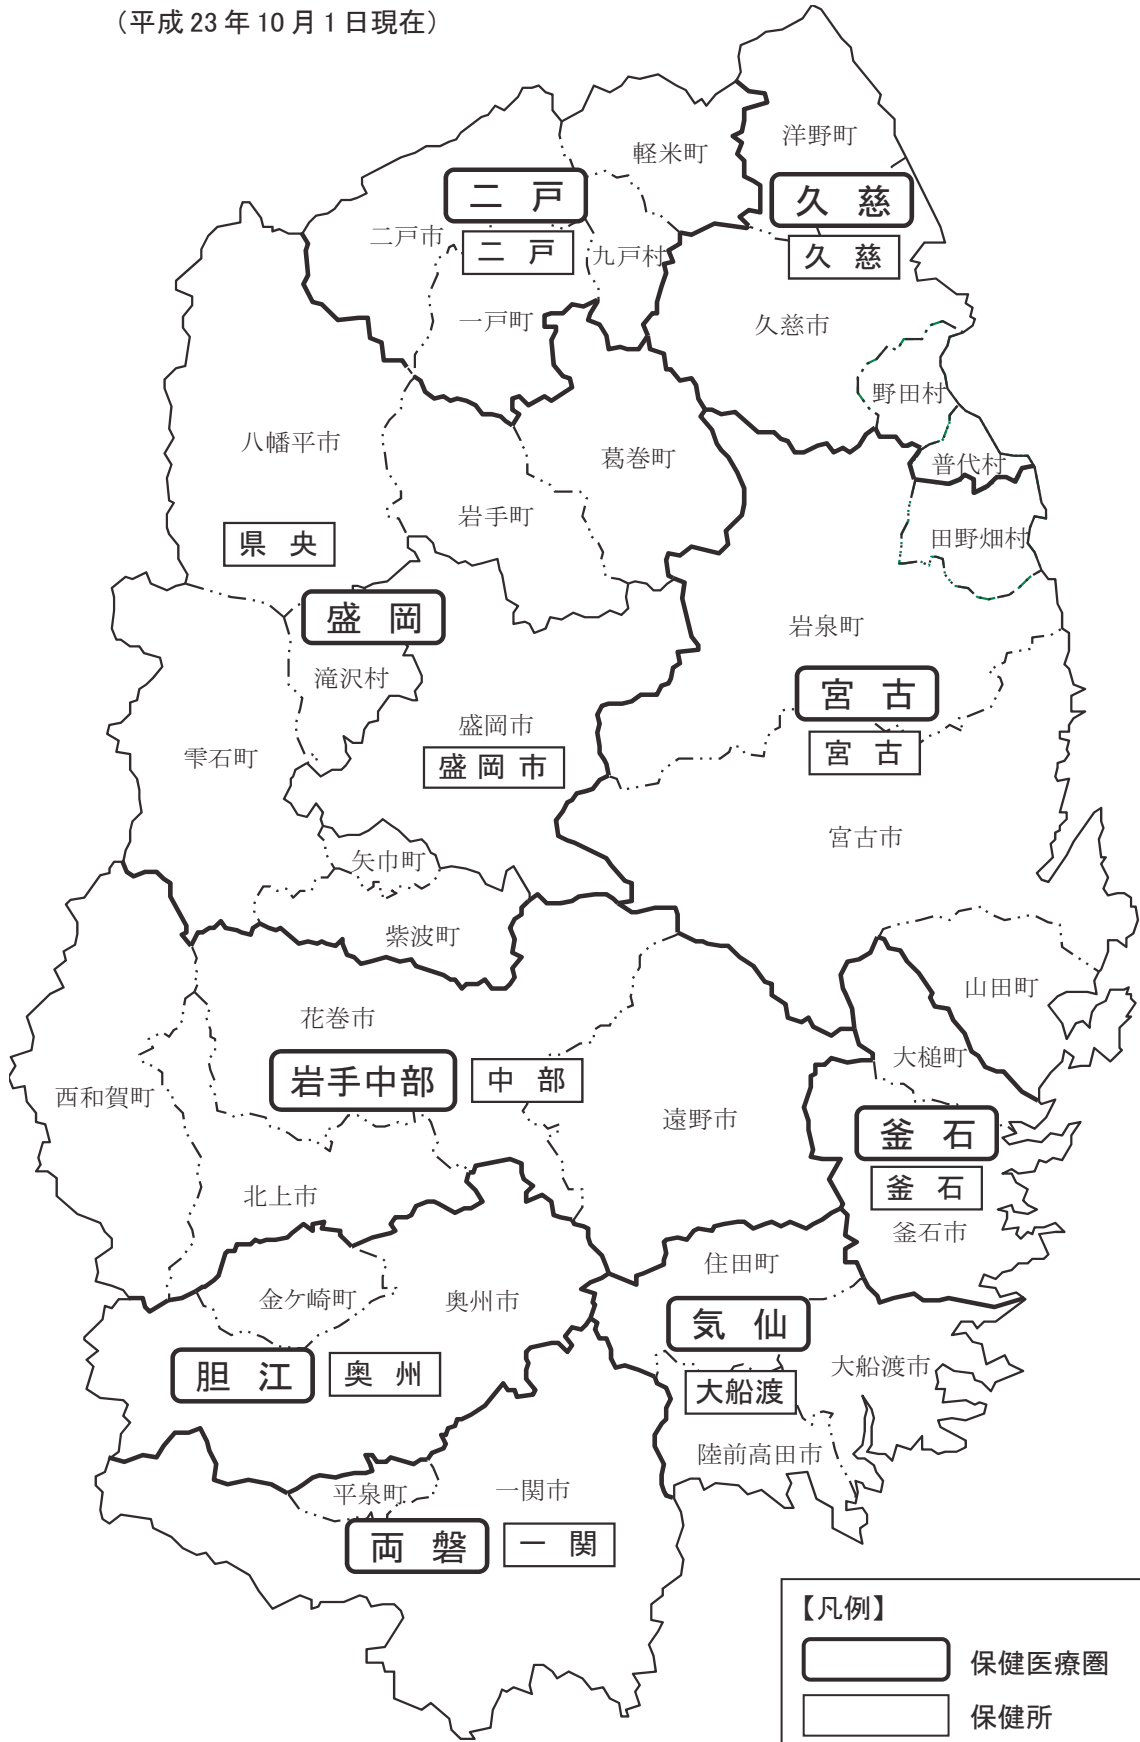 （平成 23 年 10 月 1 日現在）
洋野町
軽米町
二 戸
久 慈
二戸市
二 戸
九戸村
久 慈
一戸町
久慈市
野田村
八幡平市
葛巻町
普代村
岩手町
田野畑村
県 央
盛 岡
岩泉町
滝沢村
宮 古
盛岡市
宮 古
雫石町
盛 岡 市
宮古市
矢巾町
紫波町
山田町
花巻市
大槌町
岩手中部
中 部
西和賀町
遠野市
釜 石
釜 石
北上市
釜石市
住田町
金ケ崎町
奥州市
気 仙
胆 江
奥 州
大船渡市
大船渡
陸前高田市
平泉町
一関市
両 磐
一 関
【凡例】
保健医療圏
保健所